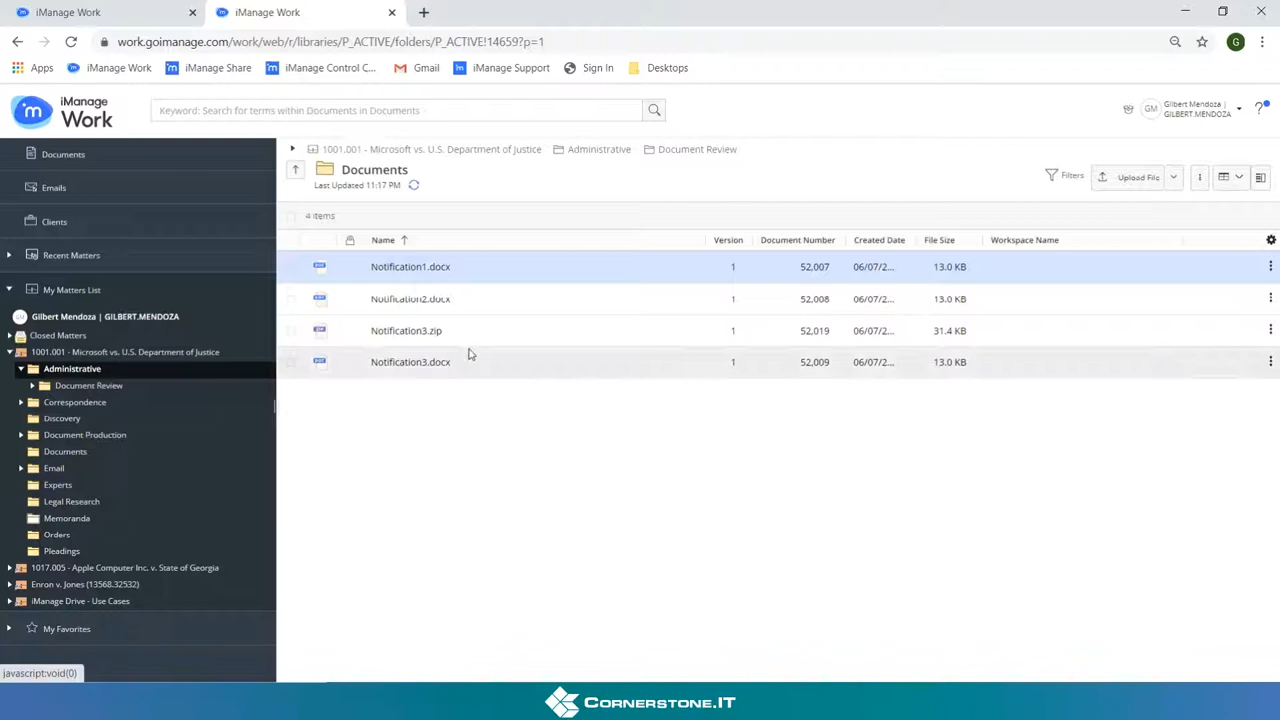 iManage Work
iManage Work
work.goimanage.com/work/web/r/libraries/P_ACTIVE/folders/P_ACTIVE!14659?p=1
G
Apps
iManage Work
iManage Share
iManage Control C...
Gmail
iManage Support
Sign In
Desktops
m
iManage
Work
Keyword: Search for terms within Documents in Documents
GM
Gilbert Mendoza |
GILBERT.MENDOZA
?
Documents
Emails
Clients
Recent Matters
My Matters List
GM Gilbert Mendoza | GILBERT.MENDOZA
Closed Matters
1001.001 - Microsoft vs. U.S. Department of Justice
Administrative
Document Review
Correspondence
Discovery
Document Production
Documents
Email
Experts
Legal Research
Memoranda
Orders
Pleadings
1017.005 - Apple Computer Inc. v. State of Georgia
Enron v. Jones (13568.32532)
iManage Drive - Use Cases
My Favorites
javascript:void(0)
1001.001 - Microsoft vs. U.S. Department of Justice
Administrative
Document Review
Documents
Last Updated 11:17 PM
Filters
Upload File
4 items
Name Version Document Number Created Date File Size Workspace Name
Notification1.docx 1 52,007 06/07/2... 13.0 KB
Notification2.docx 1 52,008 06/07/2... 13.0 KB
Notification3.zip 1 52,019 06/07/2... 31.4 KB
Notification3.docx 1 52,009 06/07/2... 13.0 KB
CORNERSTONE.IT